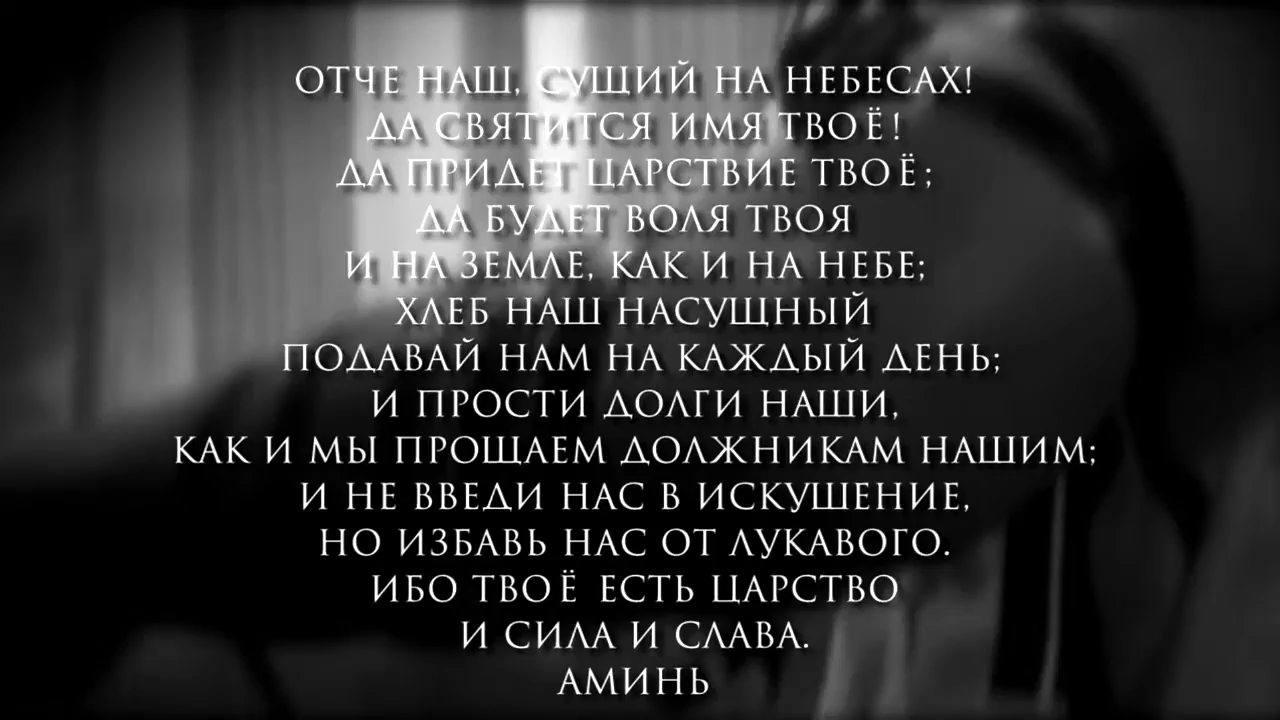 ОТЧЕ НАШ, СУЩИЙ НА НЕБЕСАХ!
ДА СВЯТИТСЯ ИМЯ ТВОЁ!
ДА ПРИДЕТ ЦАРСТВИЕ ТВОЁ;
ДА БУДЕТ ВОЛЯ ТВОЯ
И НА ЗЕМЛЕ, КАК И НА НЕБЕ;
ХЛЕБ НАШ НАСУЩНЫЙ
ПОДАВАЙ НАМ НА КАЖДЫЙ ДЕНЬ;
И ПРОСТИ ДОЛГИ НАШИ,
КАК И МЫ ПРОЩАЕМ ДОЛЖНИКАМ НАШИМ;
И НЕ ВВЕДИ НАС В ИСКУШЕНИЕ,
НО ИЗБАВЬ НАС ОТ ЛУКАВОГО.
ИБО ТВОЁ ЕСТЬ ЦАРСТВО
И СИЛА И СЛАВА.
АМИНЬ